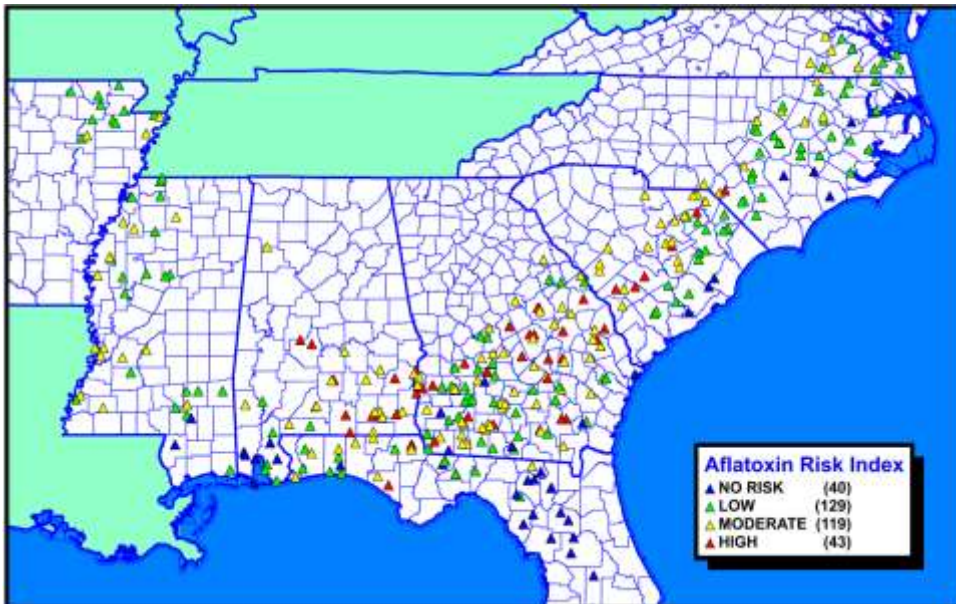 Aflatoxin Risk Index
NO RISK (40)
LOW (129)
MODERATE (119)
HIGH (43)